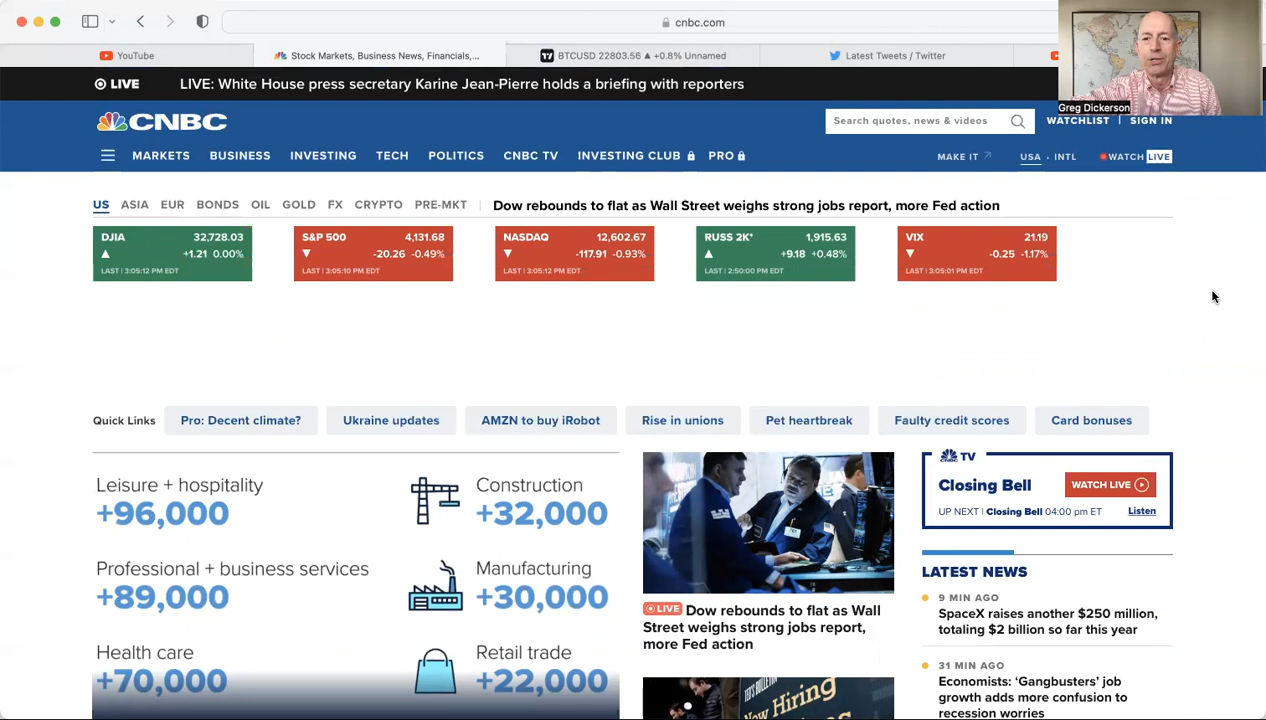 cnbc.com
YouTube
Stock Markets, Business News, Financials,...
BTCUSD 22803.56 ▲ +0.8% Unnamed
Latest Tweets / Twitter
LIVE
LIVE: White House press secretary Karine Jean-Pierre holds a briefing with reporters
Greg Dickerson
CNBC
Search quotes, news & videos
WATCHLIST | SIGN IN
MARKETS BUSINESS INVESTING TECH POLITICS CNBC TV INVESTING CLUB PRO
MAKE IT
USA · INTL
WATCH LIVE
US ASIA EUR BONDS OIL GOLD FX CRYPTO PRE-MKT
Dow rebounds to flat as Wall Street weighs strong jobs report, more Fed action
DJIA 32,728.03
▲ +1.21 0.00%
LAST | 3:05:12 PM EDT
S&P 500 4,131.68
▼ -20.26 -0.49%
LAST | 3:05:10 PM EDT
NASDAQ 12,602.67
▼ -117.91 -0.93%
LAST | 3:05:12 PM EDT
RUSS 2K* 1,915.63
▲ +9.18 +0.48%
LAST | 2:50:00 PM EDT
VIX 21.19
▼ -0.25 -1.17%
LAST | 3:05:01 PM EDT
Quick Links
Pro: Decent climate?
Ukraine updates
AMZN to buy iRobot
Rise in unions
Pet heartbreak
Faulty credit scores
Card bonuses
Leisure + hospitality
+96,000
Construction
+32,000
Professional + business services
+89,000
Manufacturing
+30,000
Health care
+70,000
Retail trade
+22,000
LIVE Dow rebounds to flat as Wall
Street weighs strong jobs report,
more Fed action
Now Hiring
CNBC TV
Closing Bell
WATCH LIVE
UP NEXT | Closing Bell 04:00 pm ET
Listen
LATEST NEWS
9 MIN AGO
SpaceX raises another $250 million,
totaling $2 billion so far this year
31 MIN AGO
Economists: ‘Gangbusters’ job
growth adds more confusion to
recession worries